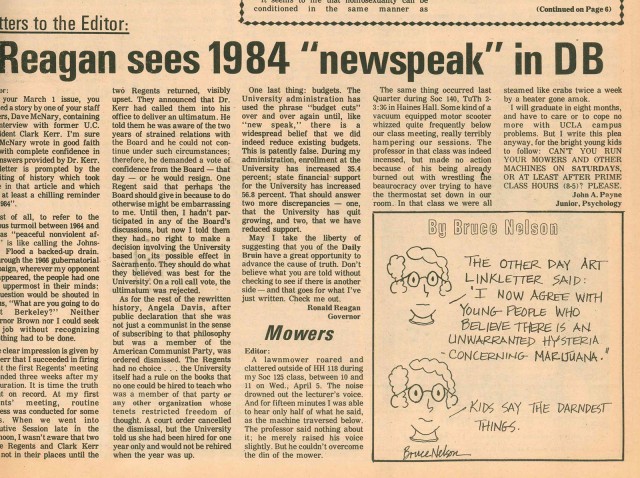 It seems to me that homosexuality can be
conditioned in the same manner as
(Continued on Page 6)
tters to the Editor:
Reagan sees 1984 "newspeak" in DB
or:
your March 1 issue, you
ed a story by one of your staff
ers, Dave McNary, containing
nterview with former U.C.
ident Clark Kerr. I'm sure
McNary wrote in good faith
with complete confidence in
nswers provided by Dr. Kerr.
letter is prompted by the
iting of history which took
e in that article and which
at least a chilling reminder
984".
st of all, to refer to the
us turmoil between 1964 and
as "peaceful nonviolent af-
" is like calling the Johns-
Flood a backed-up drain.
rough the 1966 gubernatorial
paign, wherever my opponent
appeared, the people had one
uppermost in their minds;
uestion would be shouted in
us, "What are you going to do
t Berkeley?" Neither
rnor Brown nor I could seek
job without recognizing
thing had to be done.
e clear impression is given by
err that I succeeded in firing
at the first Regents' meeting
nded three weeks after my
uration. It is time the truth
t on record. At my first
nts' meeting, routine
ess was conducted for some
s. When we went into
utive Session late in the
noon, I wasn't aware that two
e Regents and Clark Kerr
not in their places until the
two Regents returned, visibly
upset. They announced that Dr.
Kerr had called them into his
office to deliver an ultimatum. He
told them he was aware of the two
years of strained relations with
the Board and he could not con-
tinue under such circumstances;
therefore, he demanded a vote of
confidence from the Board — that
day — or he would resign. One
Regent said that perhaps the
Board should give in because to do
otherwise might be embarrassing
to me. Until then, I hadn't par-
ticipated in any of the Board's
discussions, but now I told them
they had no right to make a
decision involving the University
based on its possible effect in
Sacramento. They should do what
they believed was best for the
University. On a roll call vote, the
ultimatum was rejected.
As for the rest of the rewritten
history, Angela Davis, after
public declaration that she was
not just a communist in the sense
of subscribing to that philosophy
but was a member of the
American Communist Party, was
ordered dismissed. The Regents
had no choice . . . the University
itself had a rule on the books that
no one could be hired to teach who
was a member of that party or
any other organization whose
tenets restricted freedom of
thought. A court order cancelled
the dismissal, but the University
told us she had been hired for one
year only and would not be rehired
when the year was up.
One last thing: budgets. The
University administration has
used the phrase "budget cuts"
over and over again until, like
"new speak," there is a
widespread belief that we did
indeed reduce existing budgets.
This is patently false. During my
administration, enrollment at the
University has increased 35.4
percent; state financial support
for the University has increased
56.8 percent. That should answer
two more discrepancies — one,
that the University has quit
growing, and two, that we have
reduced support.
May I take the liberty of
suggesting that you of the Daily
Bruin have a great opportunity to
advance the cause of truth. Don't
believe what you are told without
checking to see if there is another
side — and that goes for what I've
just written. Check me out.
Ronald Reagan
Governor
Mowers
Editor:
A lawnmower roared and
clattered outside of HH 118 during
my Soc 125 class, between 10 and
11 on Wed., April 5. The noise
drowned out the lecturer's voice.
And for fifteen minutes I was able
to hear only half of what he said,
as the machine traversed below.
The professor said nothing about
it; he merely raised his voice
slightly. But he couldn't overcome
the din of the mower.
The same thing occurred last
Quarter during Soc 140, TuTh 2-
3:36 in Haines Hall. Some kind of a
vacuum equipped motor scooter
whizzed quite frequently below
our class meeting, really terribly
hampering our sessions. The
professor in that class was indeed
incensed, but made no action
because of his being already
burned out with wrestling the
beaurocracy over trying to have
the thermostat set down in our
room. In that class we were all
steamed like crabs twice a week
by a heater gone amok.
I will graduate in eight months,
and have to care or to cope no
more with UCLA campus
problems. But I write this plea
anyway, for the bright young kids
to follow: CAN'T YOU RUN
YOUR MOWERS AND OTHER
MACHINES ON SATURDAYS,
OR AT LEAST AFTER PRIME
CLASS HOURS (8-5)? PLEASE.
John A. Payne
Junior, Psychology
By Bruce Nelson
THE OTHER DAY ART
LINKLETTER SAID:
'I NOW AGREE WITH
YOUNG PEOPLE WHO
BELIEVE THERE IS AN
UNWARRANTED HYSTERIA
CONCERNING MARIJUANA."
KIDS SAY THE DARNDEST
THINGS.
Bruce Nelson